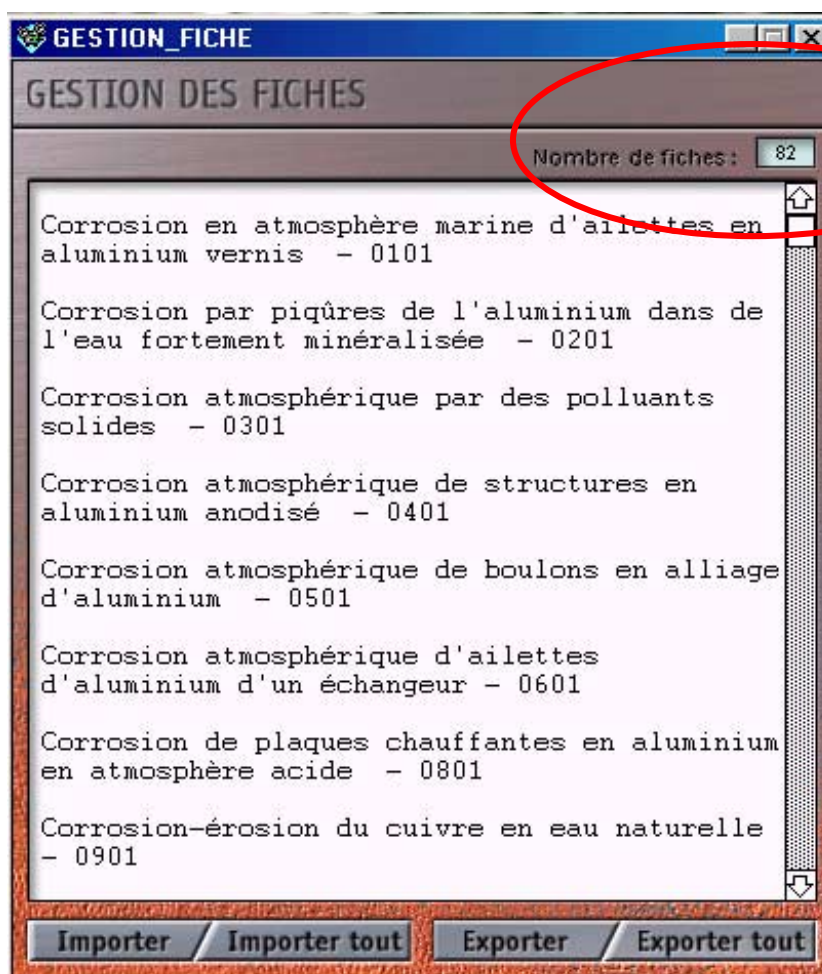 GESTION_FICHE
GESTION DES FICHES
Nombre de fiches : 82
Corrosion en atmosphère marine d'ailettes en
aluminium vernis - 0101
Corrosion par piqûres de l'aluminium dans de
l'eau fortement minéralisée - 0201
Corrosion atmosphérique par des polluants
solides - 0301
Corrosion atmosphérique de structures en
aluminium anodisé - 0401
Corrosion atmosphérique de boulons en alliage
d'aluminium - 0501
Corrosion atmosphérique d'ailettes
d'aluminium d'un échangeur - 0601
Corrosion de plaques chauffantes en aluminium
en atmosphère acide - 0801
Corrosion-érosion du cuivre en eau naturelle
- 0901
Importer / Importer tout Exporter / Exporter tout